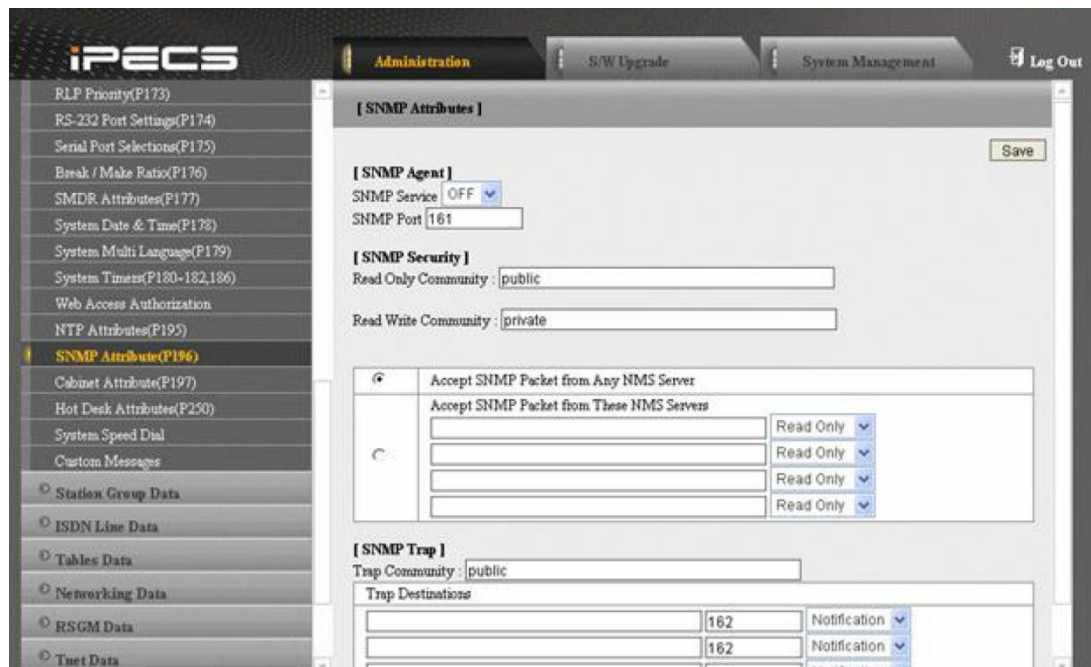 iPECS
Administration
S/W Upgrade
System Management
Log Out
RLP Priority(P173)
RS-232 Port Settings(P174)
Serial Port Selections(P175)
Break / Make Ratio(P176)
SMDR Attributes(P177)
System Date & Time(P178)
System Multi Language(P179)
System Timers(P180~182,186)
Web Access Authorization
NTP Attributes(P195)
SNMP Attribute(P196)
Cabinet Attribute(P197)
Hot Desk Attributes(P250)
System Speed Dial
Custom Messages
Station Group Data
ISDN Line Data
Tables Data
Networking Data
RSGM Data
Tnet Data
[ SNMP Attributes ]
Save
[ SNMP Agent ]
SNMP Service OFF
SNMP Port 161
[ SNMP Security ]
Read Only Community : public
Read Write Community : private
Accept SNMP Packet from Any NMS Server
Accept SNMP Packet from These NMS Servers
Read Only
Read Only
Read Only
Read Only
[ SNMP Trap ]
Trap Community : public
Trap Destinations
162 Notification
162 Notification